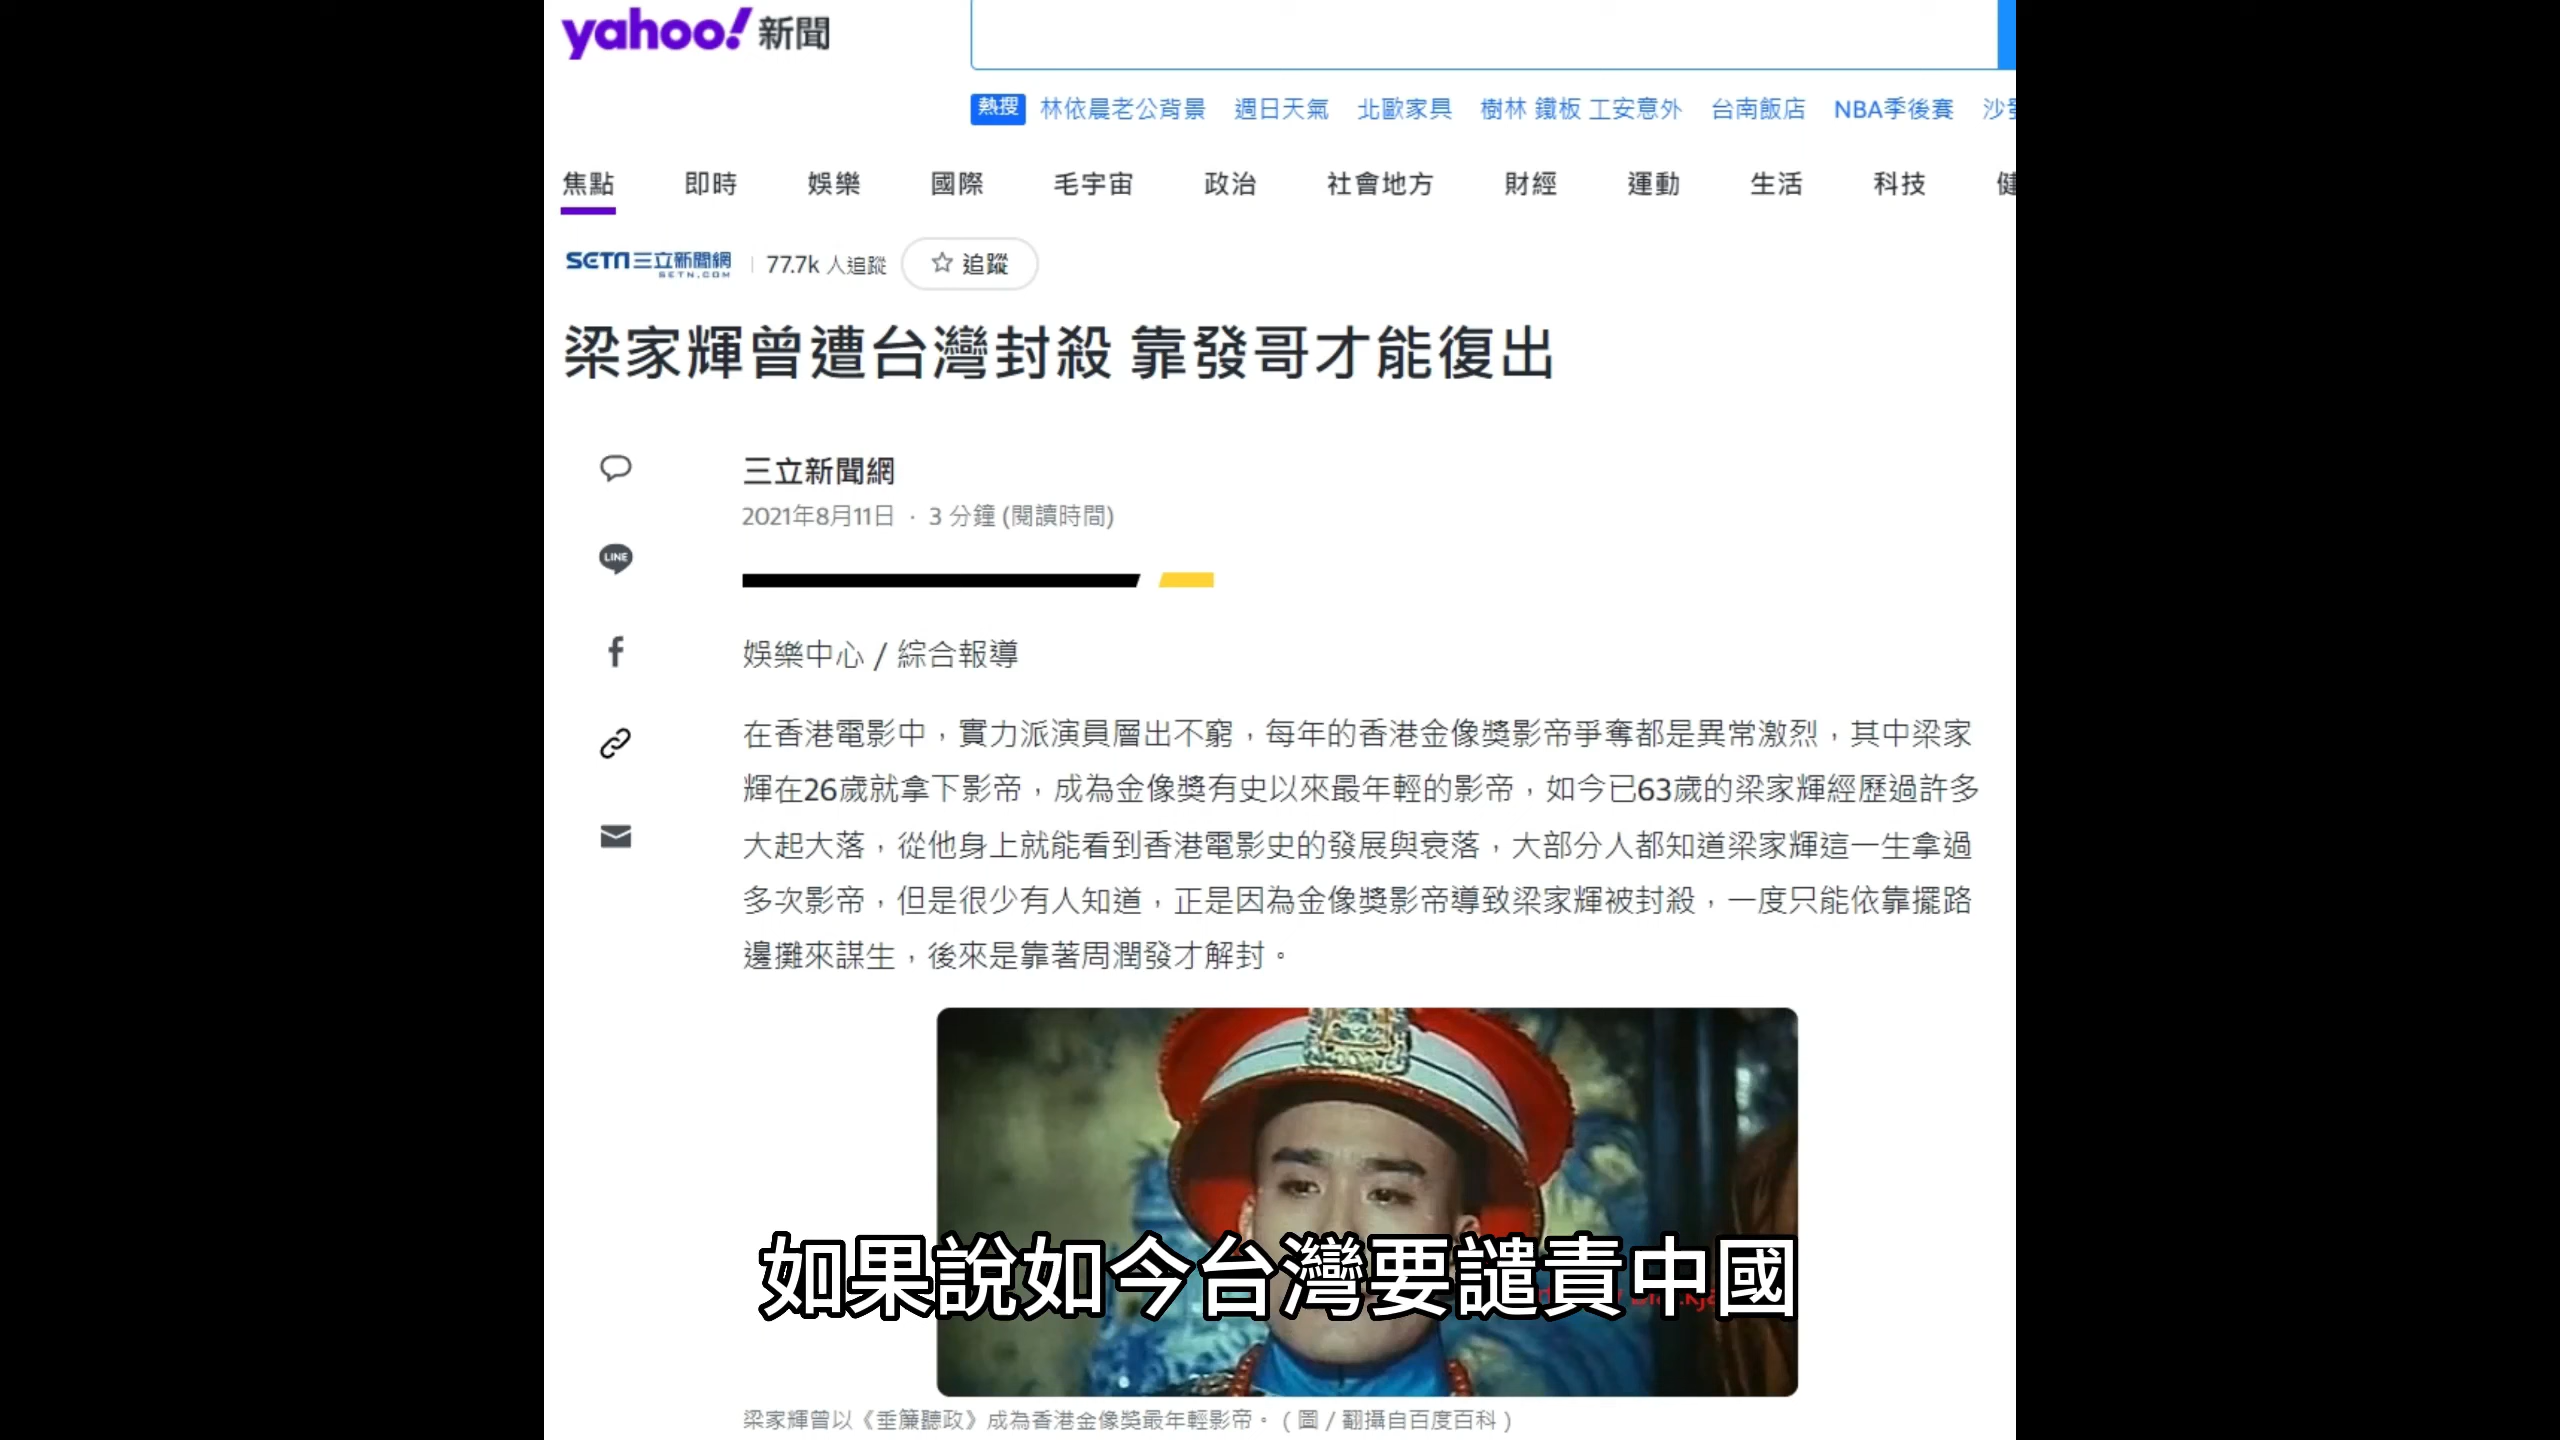 yahoo!新聞
熱搜 林依晨老公背景 週日天氣 北歐家具 樹林 鐵板 工安意外 台南飯店 NBA季後賽
焦點 即時 娛樂 國際 毛宇宙 政治 社會地方 財經 運動 生活 科技
SETN三立新聞網 77.7k 人追蹤 追蹤
SETN.COM
梁家輝曾遭台灣封殺 靠發哥才能復出
三立新聞網
2021年8月11日 · 3 分鐘 (閱讀時間)
LINE
娛樂中心 / 綜合報導
在香港電影中，實力派演員層出不窮，每年的香港金像獎影帝爭奪都是異常激烈，其中梁家
輝在26歲就拿下影帝，成為金像獎有史以來最年輕的影帝，如今已63歲的梁家輝經歷過許多
大起大落，從他身上就能看到香港電影史的發展與衰落，大部分人都知道梁家輝這一生拿過
多次影帝，但是很少有人知道，正是因為金像獎影帝導致梁家輝被封殺，一度只能依靠擺路
邊攤來謀生，後來是靠著周潤發才解封。
如果說如今台灣要譴責中國
梁家輝曾以《垂簾聽政》成為香港金像獎最年輕影帝。（圖 / 翻攝自百度百科）